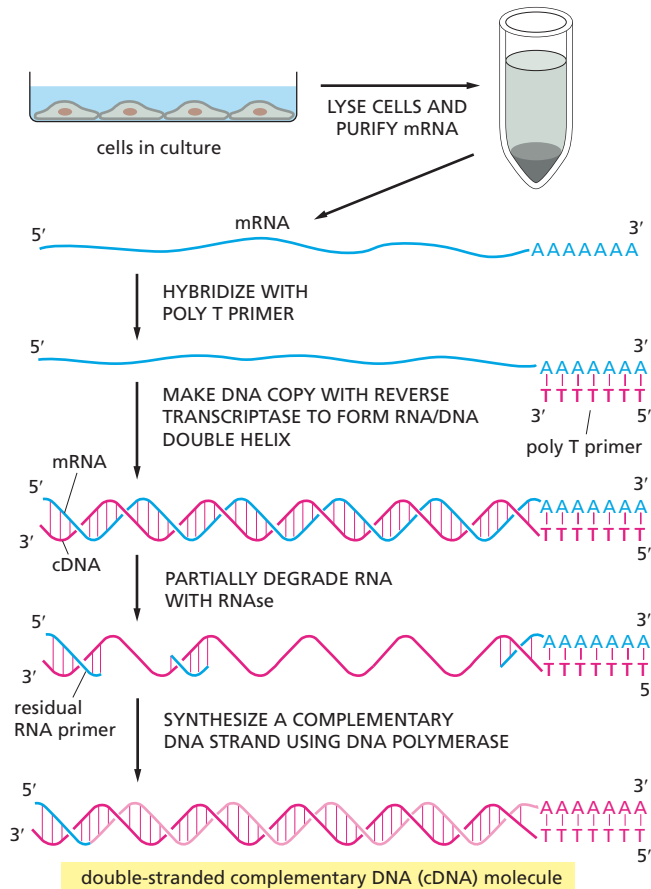 LYSE CELLS AND
PURIFY mRNA
cells in culture
mRNA
5′
3′
AAAAAAA
HYBRIDIZE WITH
POLY T PRIMER
5′
3′
AAAAAAA
TTTTTTT
3′
5′
poly T primer
MAKE DNA COPY WITH REVERSE
TRANSCRIPTASE TO FORM RNA/DNA
DOUBLE HELIX
mRNA
5′
3′
AAAAAAA
TTTTTTT
3′
5′
cDNA
PARTIALLY DEGRADE RNA
WITH RNAse
5′
3′
AAAAAAA
TTTTTTT
3′
5
residual
RNA primer
SYNTHESIZE A COMPLEMENTARY
DNA STRAND USING DNA POLYMERASE
5′
3′
AAAAAAA
TTTTTTT
3′
5′
double-stranded complementary DNA (cDNA) molecule